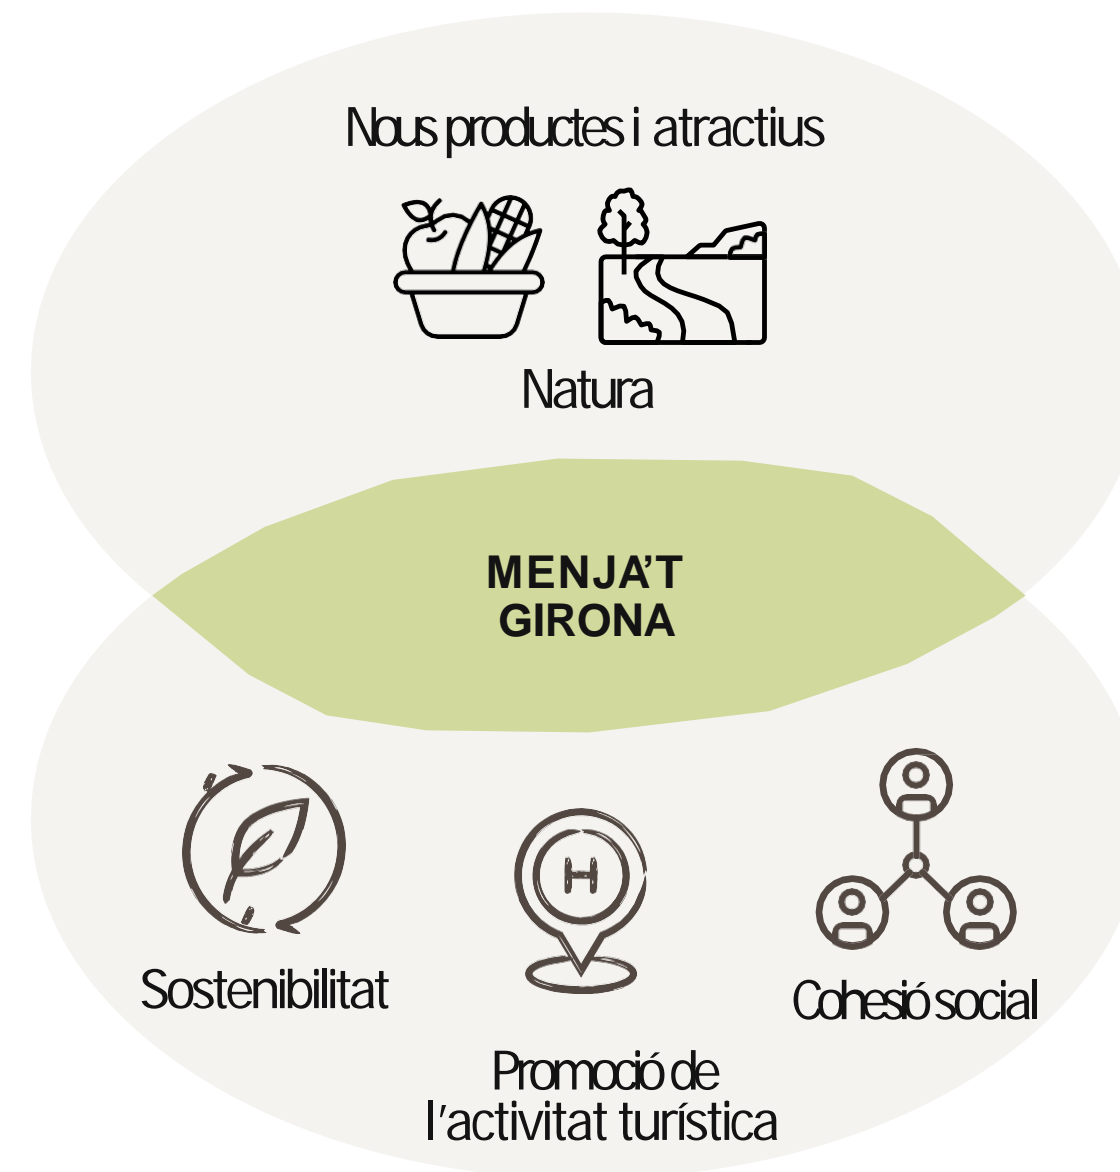 Nous productes i atractius
Natura
MENJA’T
GIRONA
Sostenibilitat
H
Cohesió social
Promoció de
l’activitat turística